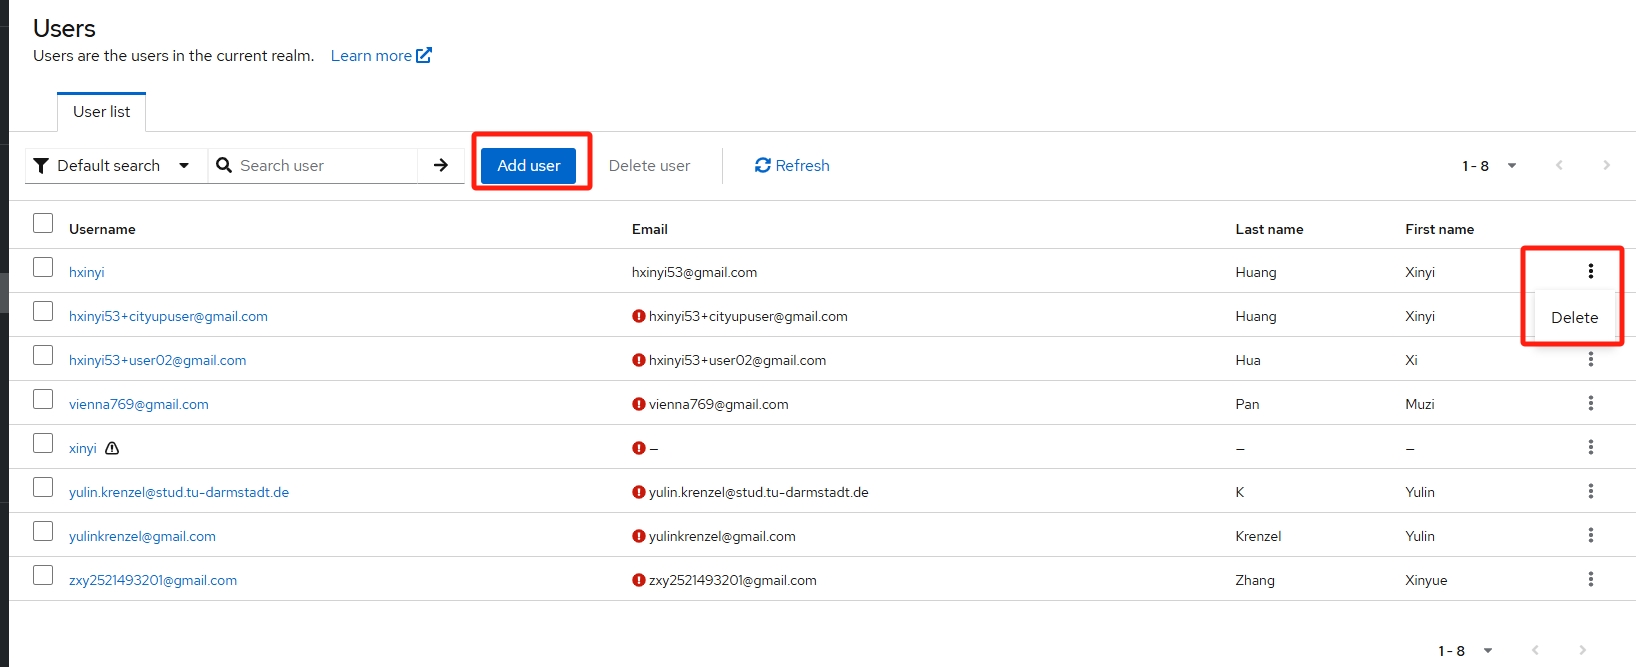 Users
Users are the users in the current realm. Learn more
User list
Default search Search user Add user Delete user Refresh 1 - 8
Username Email Last name First name
hxinyi hxinyi53@gmail.com Huang Xinyi
hxinyi53+cityupuser@gmail.com hxinyi53+cityupuser@gmail.com Huang Xinyi Delete
hxinyi53+user02@gmail.com hxinyi53+user02@gmail.com Hua Xi
vienna769@gmail.com vienna769@gmail.com Pan Muzi
xinyi – – –
yulin.krenzel@stud.tu-darmstadt.de yulin.krenzel@stud.tu-darmstadt.de K Yulin
yulinkrenzel@gmail.com yulinkrenzel@gmail.com Krenzel Yulin
zxy2521493201@gmail.com zxy2521493201@gmail.com Zhang Xinyue
1 - 8